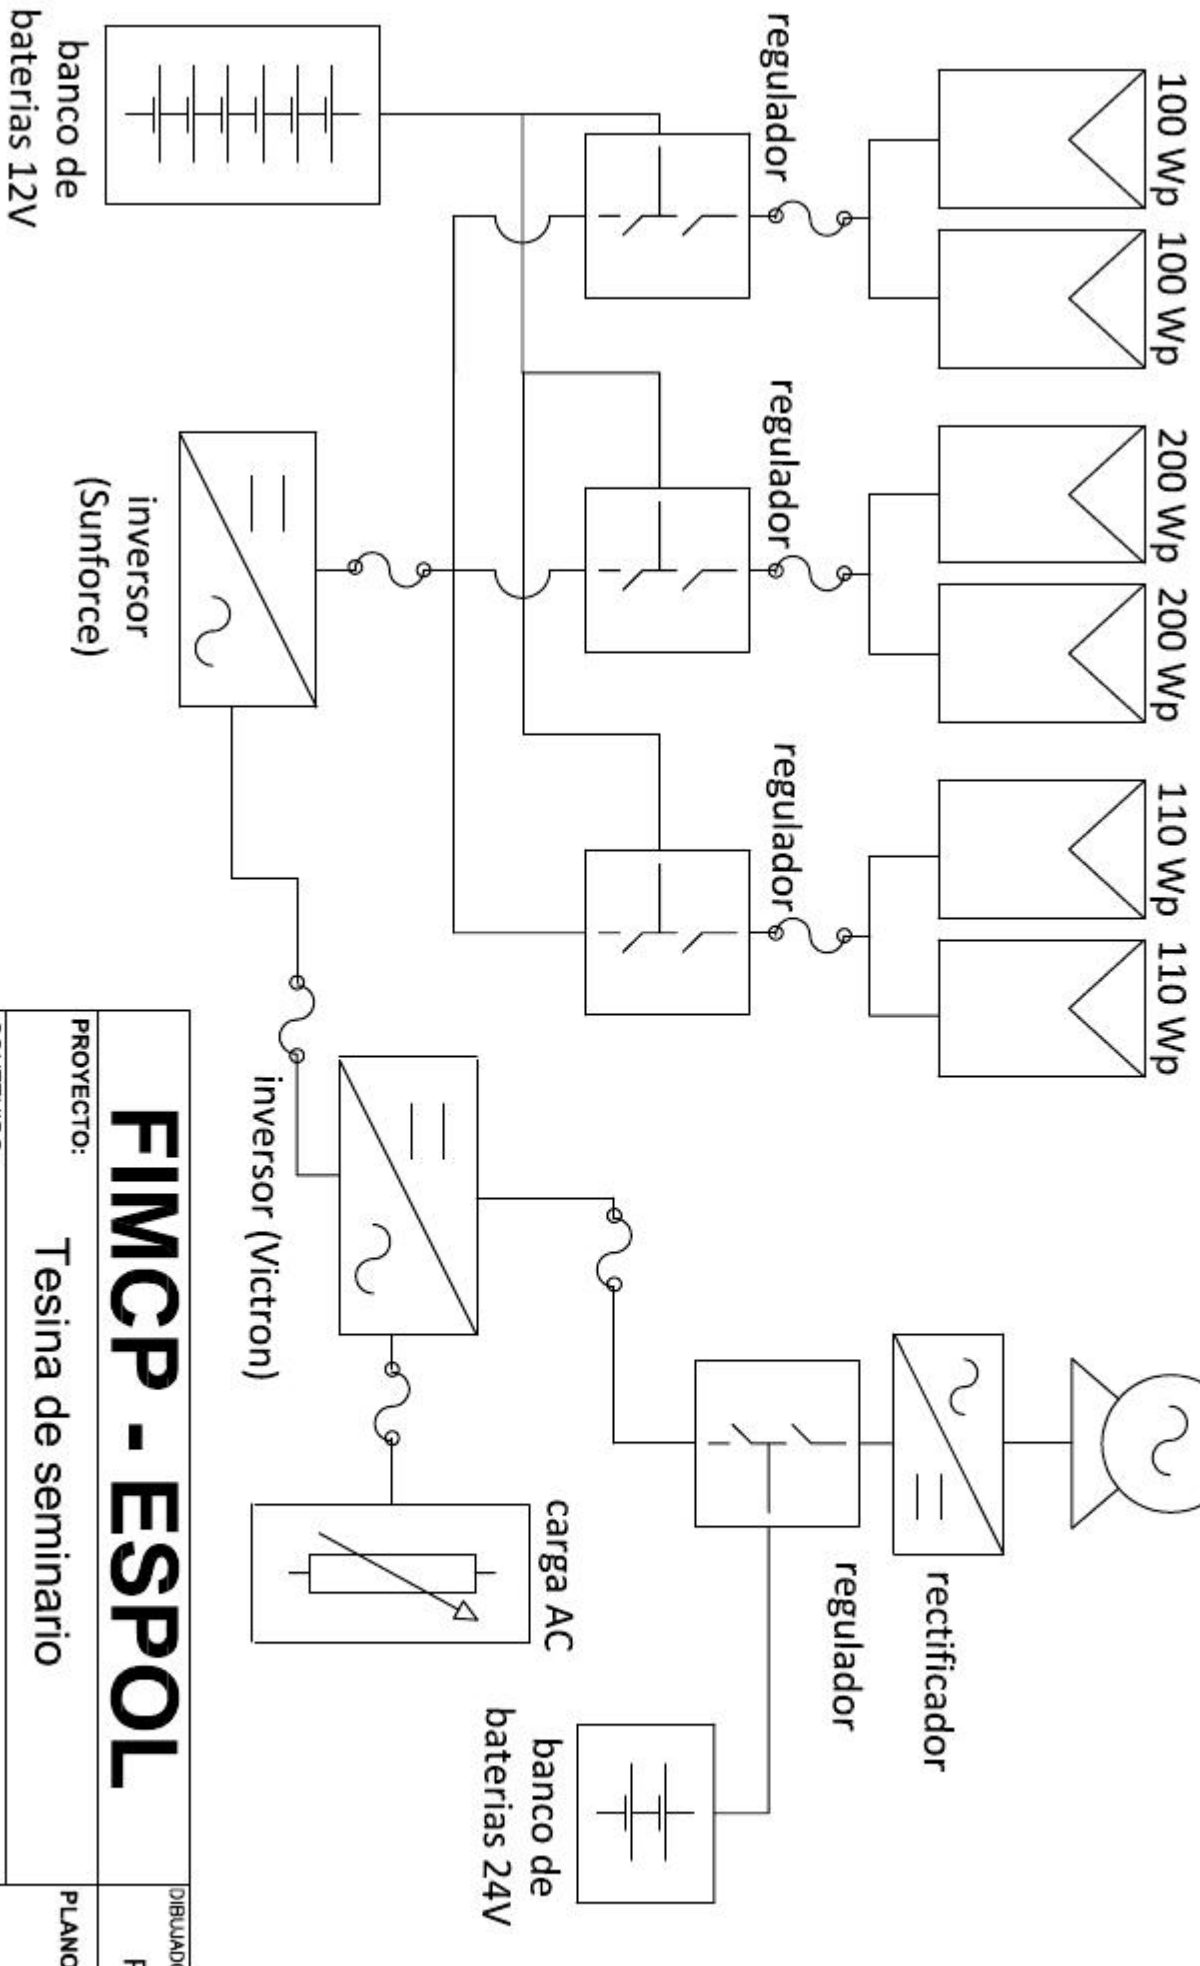 100 Wp 100 Wp 200 Wp 200 Wp 110 Wp 110 Wp
regulador regulador regulador
rectificador
regulador
banco de
baterias 12V
inversor
(Sunforce)
inversor (Victron)
carga AC
banco de
baterias 24V
FIMCP - ESPOL
DIBUJADO
PROYECTO:
Tesina de seminario
PLANO